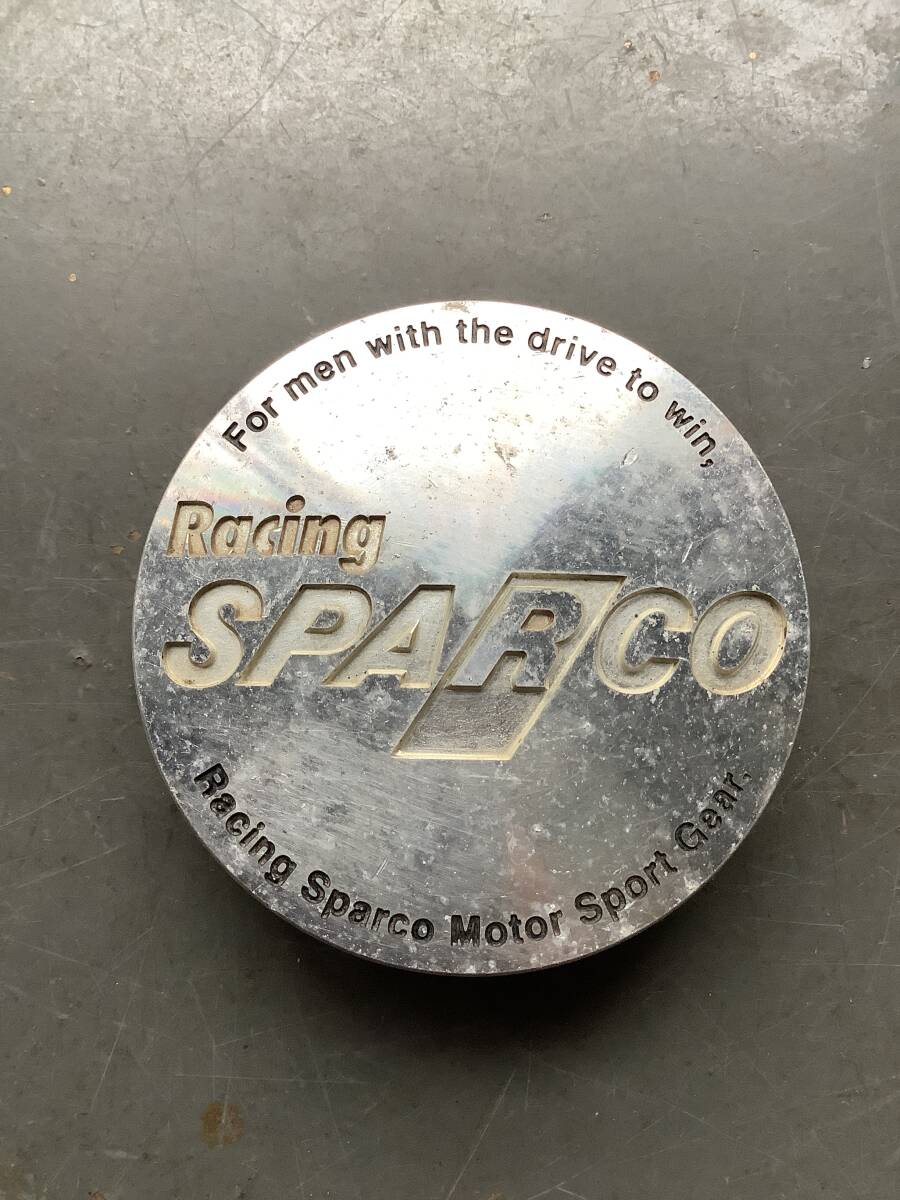 For men with the drive to win,
Racing
SPARCO
Racing Sparco Motor Sport Gear.